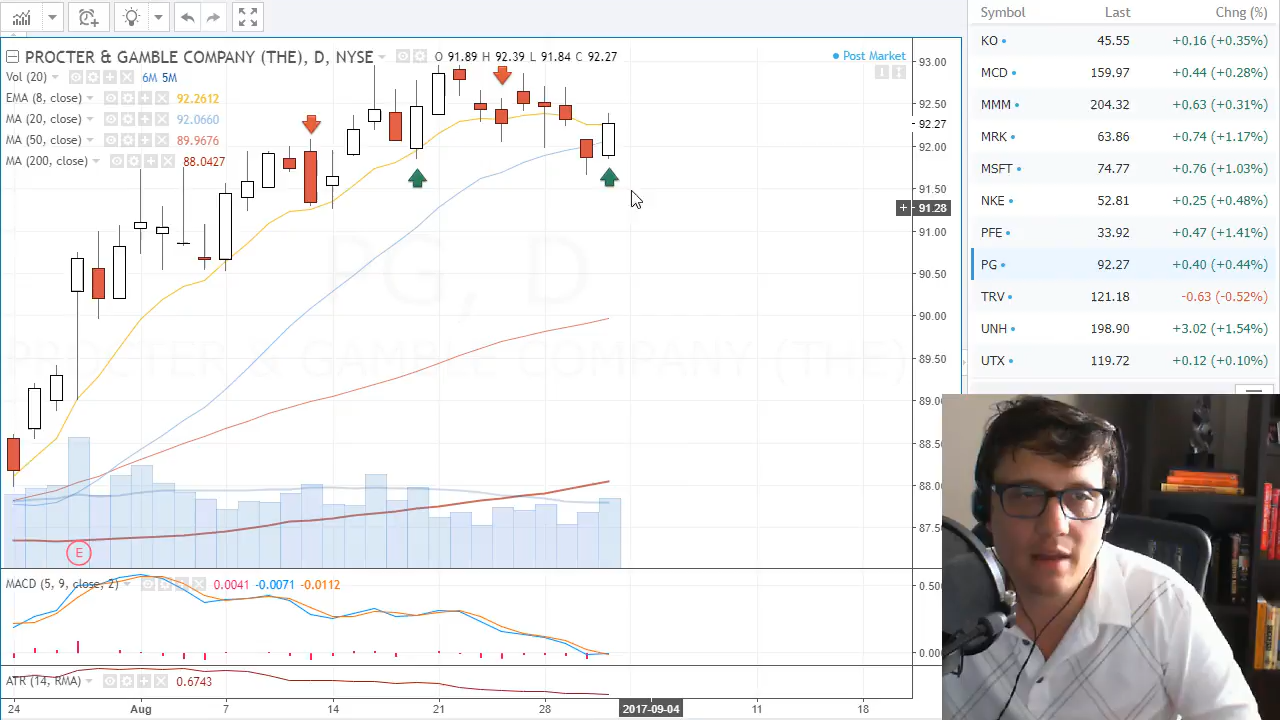 PROCTER & GAMBLE COMPANY (THE), D, NYSE O 91.89 H 92.39 L 91.84 C 92.27
Post Market
Vol (20) 6M 5M
EMA (8, close) 92.2612
MA (20, close) 92.0660
MA (50, close) 89.9676
MA (200, close) 88.0427
93.00
92.50
92.27
92.00
91.50
+ 91.28
91.00
90.50
90.00
89.50
89.00
88.50
88.00
87.5
PG, D
PROCTER & GAMBLE COMPANY (THE)
E
MACD (5, 9, close, 2) 0.0041 -0.0071 -0.0112
0.50
0.00
ATR (14, RMA) 0.6743
24 Aug 7 14 21 28 2017-09-04 11 18
Symbol Last Chng (%)
KO 45.55 +0.16 (+0.35%)
MCD 159.97 +0.44 (+0.28%)
MMM 204.32 +0.63 (+0.31%)
MRK 63.86 +0.74 (+1.17%)
MSFT 74.77 +0.76 (+1.03%)
NKE 52.81 +0.25 (+0.48%)
PFE 33.92 +0.47 (+1.41%)
PG 92.27 +0.40 (+0.44%)
TRV 121.18 -0.63 (-0.52%)
UNH 198.90 +3.02 (+1.54%)
UTX 119.72 +0.12 (+0.10%)